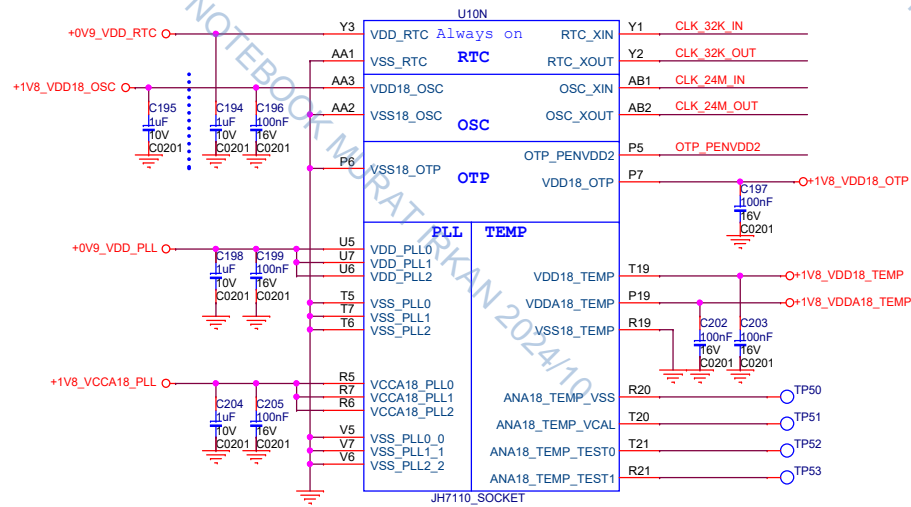 U10N
+0V9_VDD_RTC
Y3
VDD_RTC
Always on
RTC_XIN
Y1
CLK_32K_IN
AA1
VSS_RTC
RTC
RTC_XOUT
Y2
CLK_32K_OUT
+1V8_VDD18_OSC
AA3
VDD18_OSC
OSC_XIN
AB1
CLK_24M_IN
C195
1uF
10V
C0201
C194
1uF
10V
C0201
C196
100nF
16V
C0201
AA2
VSS18_OSC
OSC
OSC_XOUT
AB2
CLK_24M_OUT
OTP_PENVDD2
P5
OTP_PENVDD2
P6
VSS18_OTP
OTP
VDD18_OTP
P7
+1V8_VDD18_OTP
C197
100nF
16V
C0201
PLL
TEMP
+0V9_VDD_PLL
U5
VDD_PLL0
U7
VDD_PLL1
U6
VDD_PLL2
C198
1uF
10V
C0201
C199
100nF
16V
C0201
VDD18_TEMP
T19
+1V8_VDD18_TEMP
T5
VSS_PLL0
T7
VSS_PLL1
T6
VSS_PLL2
VDDA18_TEMP
P19
+1V8_VDDA18_TEMP
VSS18_TEMP
R19
C202
100nF
16V
C0201
C203
100nF
16V
C0201
+1V8_VCCA18_PLL
R5
VCCA18_PLL0
R7
VCCA18_PLL1
R6
VCCA18_PLL2
C204
1uF
10V
C0201
C205
100nF
16V
C0201
ANA18_TEMP_VSS
R20
TP50
ANA18_TEMP_VCAL
T20
TP51
V5
VSS_PLL0_0
V7
VSS_PLL1_1
V6
VSS_PLL2_2
ANA18_TEMP_TEST0
T21
TP52
ANA18_TEMP_TEST1
R21
TP53
JH7110_SOCKET
NOTEBOOK MURAT IRKAN 2024/10